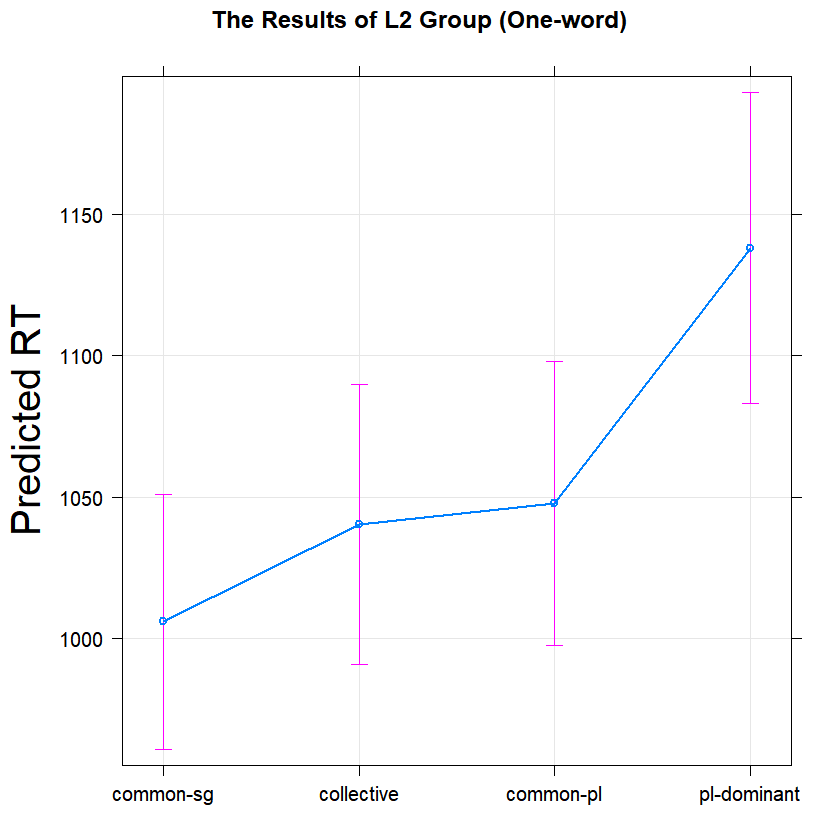 The Results of L2 Group (One-word)
Predicted RT
1150
1100
1050
1000
common-sg
collective
common-pl
pl-dominant